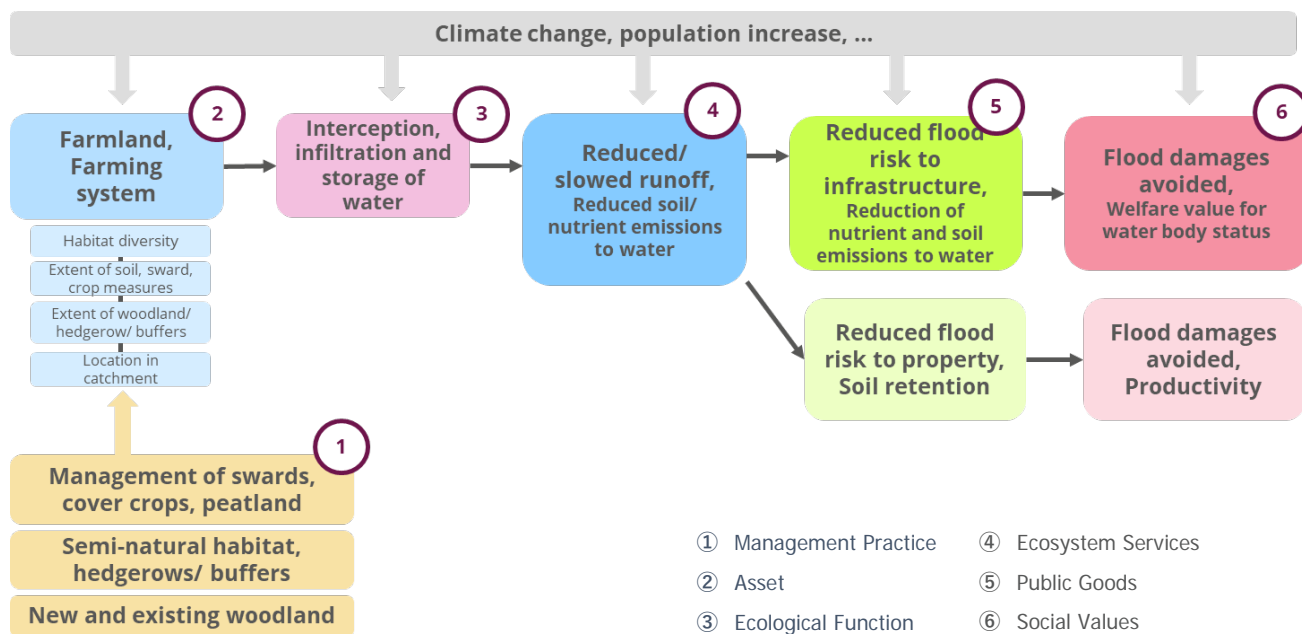 Climate change, population increase, ...
2
Farmland,
Farming
system
Habitat diversity
Extent of soil, sward,
crop measures
Extent of woodland/
hedgerow/ buffers
Location in
catchment
1
Management of swards,
cover crops, peatland
Semi-natural habitat,
hedgerows/ buffers
New and existing woodland
3
Interception,
infiltration and
storage of
water
4
Reduced/
slowed runoff,
Reduced soil/
nutrient emissions
to water
5
Reduced flood
risk to
infrastructure,
Reduction of
nutrient and soil
emissions to water
6
Flood damages
avoided,
Welfare value for
water body status
Reduced flood
risk to property,
Soil retention
Flood damages
avoided,
Productivity
① Management Practice
② Asset
③ Ecological Function
④ Ecosystem Services
⑤ Public Goods
⑥ Social Values